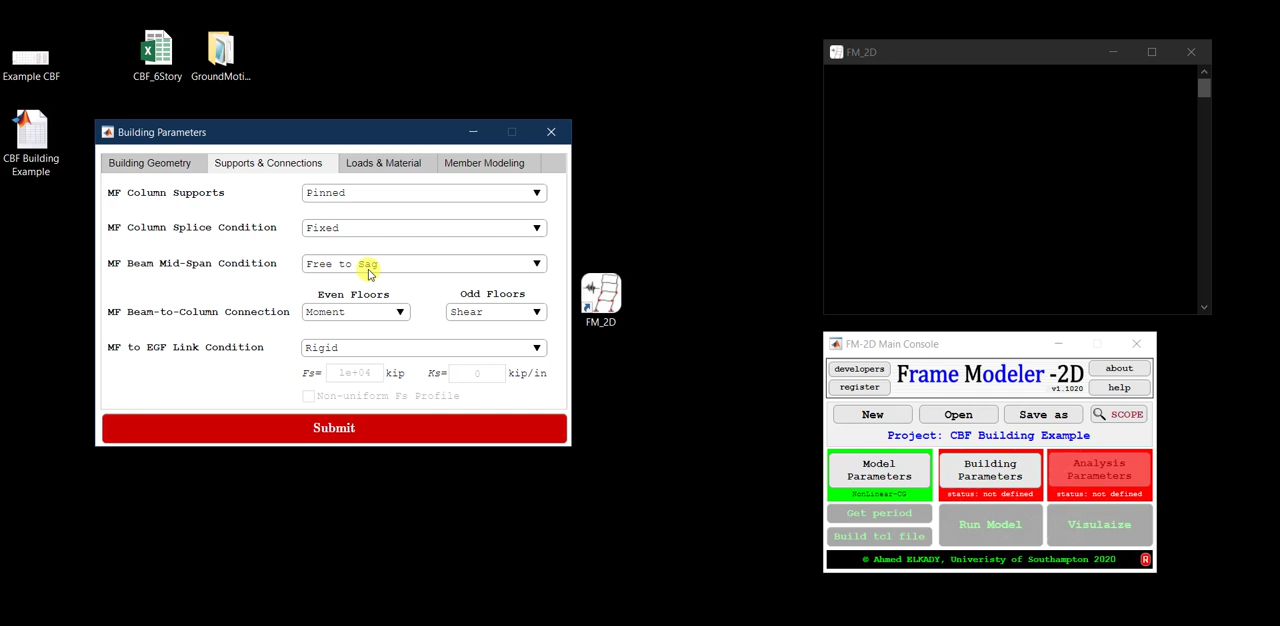 Example CBF
CBF_6Story
GroundMoti...
CBF Building
Example
Building Parameters
Building Geometry
Supports & Connections
Loads & Material
Member Modeling
MF Column Supports
Pinned
MF Column Splice Condition
Fixed
MF Beam Mid-Span Condition
Free to Sag
Even Floors
Odd Floors
MF Beam-to-Column Connection
Moment
Shear
MF to EGF Link Condition
Rigid
Fs= 1e+04 kip
Ks= 0 kip/in
Non-uniform Fs Profile
Submit
FM_2D
FM_2D
FM-2D Main Console
developers
register
Frame Modeler -2D
v1.1020
about
help
New
Open
Save as
SCOPE
Project: CBF Building Example
Model
Parameters
NonLinear-CG
Building
Parameters
status: not defined
Analysis
Parameters
status: not defined
Get period
Build tcl file
Run Model
Visulaize
© Ahmed ELKADY, Univeristy of Southampton 2020
R